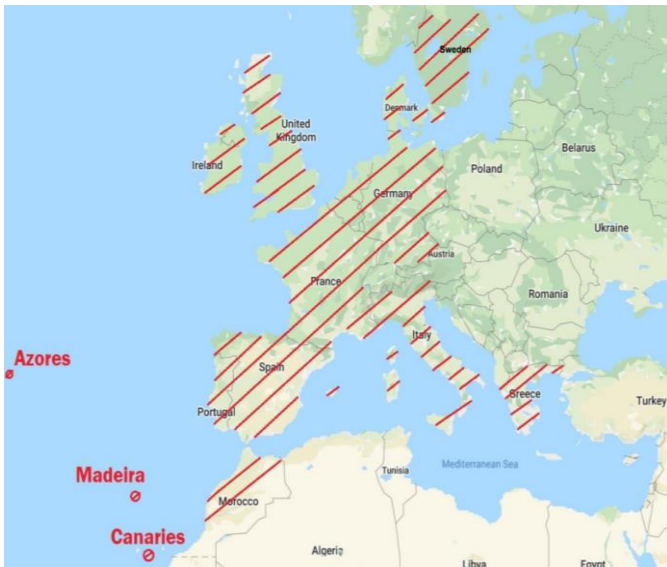 Sweden
Denmark
United
Kingdom
Ireland
Belarus
Poland
Germany
Ukraine
Austria
France
Romania
Italy
Azores
Spain
Greece
Turkey
Portugal
Mediterranean Sea
Tunisia
Madeira
Morocco
Canaries
Algeria
Libya
Egypt